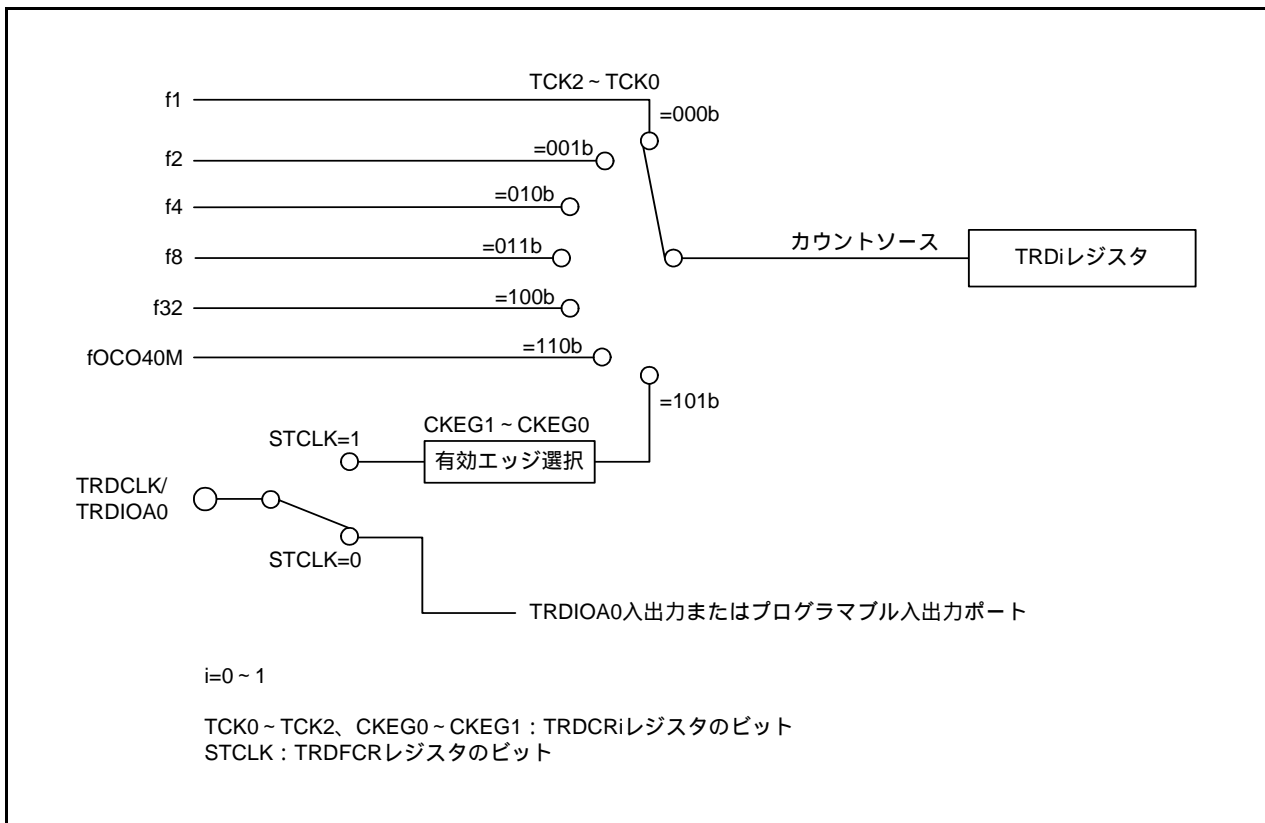 TCK2～TCK0
f1
=000b
f2
=001b
f4
=010b
カウントソース
TRDiレジスタ
f8
=011b
f32
=100b
fOCO40M
=110b
=101b
CKEG1～CKEG0
STCLK=1
有効エッジ選択
TRDCLK/
TRDIOA0
STCLK=0
TRDIOA0入出力またはプログラマブル入出力ポート
i=0～1
TCK0～TCK2、CKEG0～CKEG1：TRDCRiレジスタのビット
STCLK：TRDFCRレジスタのビット